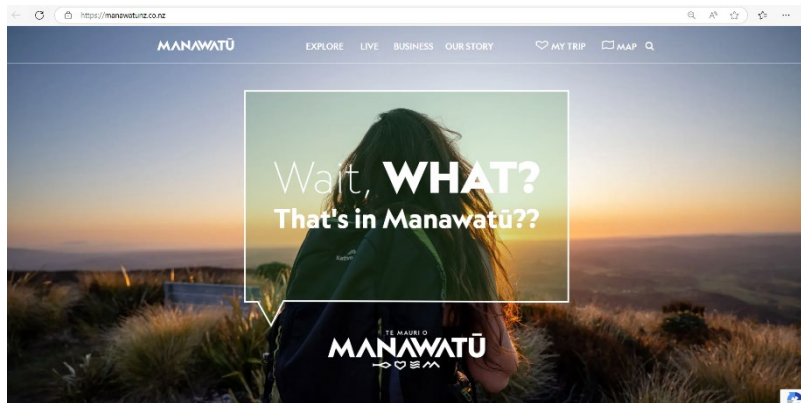 https://manawatunz.co.nz
MANAWATŪ
EXPLORE LIVE BUSINESS OUR STORY MY TRIP MAP
Wait, WHAT?
That's in Manawatū??
TE MAURI O
MANAWATŪ